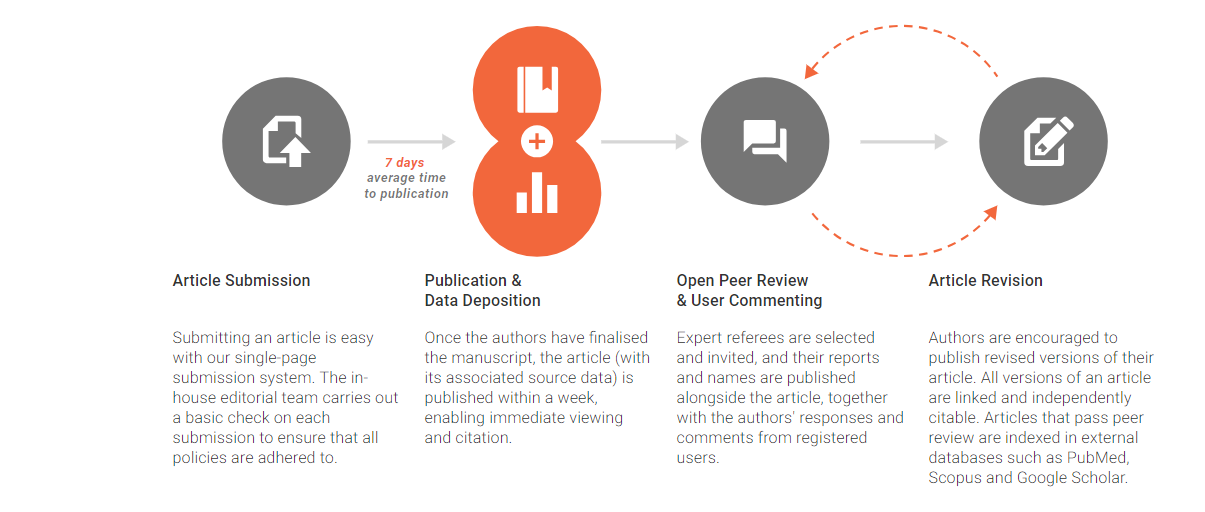 7 days
average time
to publication
Article Submission
Submitting an article is easy
with our single-page
submission system. The in-
house editorial team carries out
a basic check on each
submission to ensure that all
policies are adhered to.
Publication &
Data Deposition
Once the authors have finalised
the manuscript, the article (with
its associated source data) is
published within a week,
enabling immediate viewing
and citation.
Open Peer Review
& User Commenting
Expert referees are selected
and invited, and their reports
and names are published
alongside the article, together
with the authors' responses and
comments from registered
users.
Article Revision
Authors are encouraged to
publish revised versions of their
article. All versions of an article
are linked and independently
citable. Articles that pass peer
review are indexed in external
databases such as PubMed,
Scopus and Google Scholar.